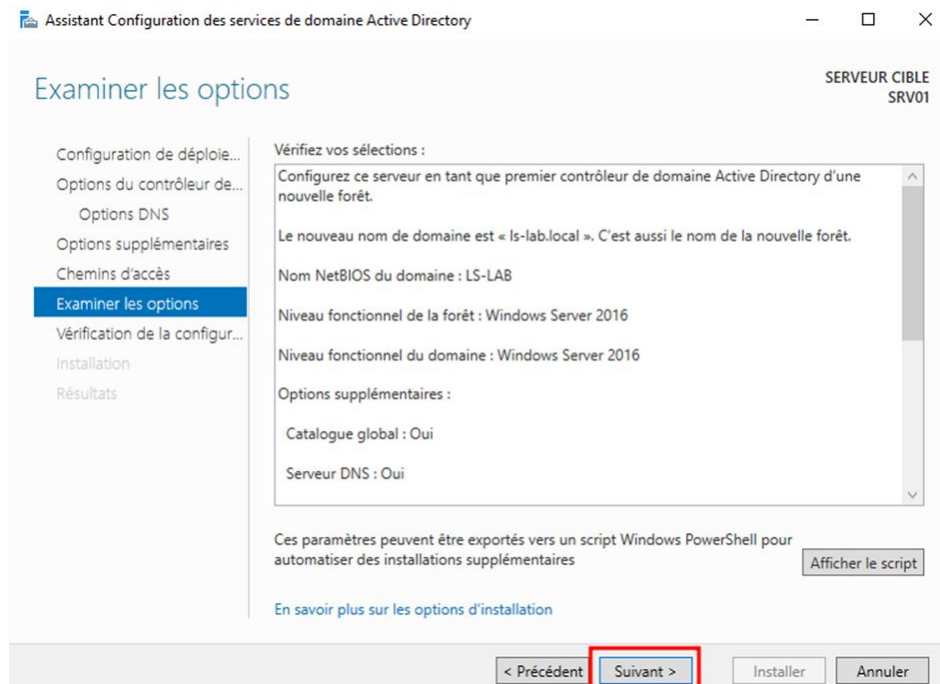 Assistant Configuration des services de domaine Active Directory
Examiner les options
SERVEUR CIBLE
SRV01
Configuration de déploie...
Options du contrôleur de...
Options DNS
Options supplémentaires
Chemins d'accès
Examiner les options
Vérification de la configur...
Installation
Résultats
Vérifiez vos sélections :
Configurez ce serveur en tant que premier contrôleur de domaine Active Directory d'une
nouvelle forêt.
Le nouveau nom de domaine est « ls-lab.local ». C'est aussi le nom de la nouvelle forêt.
Nom NetBIOS du domaine : LS-LAB
Niveau fonctionnel de la forêt : Windows Server 2016
Niveau fonctionnel du domaine : Windows Server 2016
Options supplémentaires :
Catalogue global : Oui
Serveur DNS : Oui
Ces paramètres peuvent être exportés vers un script Windows PowerShell pour
automatiser des installations supplémentaires
Afficher le script
En savoir plus sur les options d'installation
< Précédent
Suivant >
Installer
Annuler